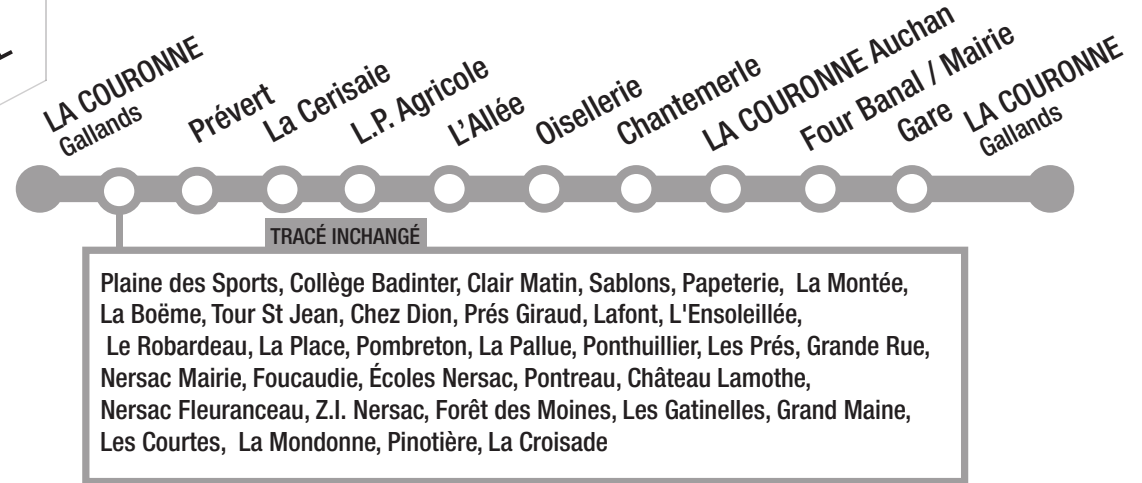 LA COURONNE
Gallands
Prévert
La Cerisaie
L.P. Agricole
L'Allée
Oisellerie
Chantemerle
LA COURONNE Auchan
Four Banal / Mairie
Gare
LA COURONNE
Gallands
TRACÉ INCHANGÉ
Plaine des Sports, Collège Badinter, Clair Matin, Sablons, Papeterie, La Montée,
La Boëme, Tour St Jean, Chez Dion, Prés Giraud, Lafont, L'Ensoleillée,
Le Robardeau, La Place, Pombreton, La Pallue, Ponthuillier, Les Prés, Grande Rue,
Nersac Mairie, Foucaudie, Écoles Nersac, Pontreau, Château Lamothe,
Nersac Fleuranceau, Z.I. Nersac, Forêt des Moines, Les Gatinelles, Grand Maine,
Les Courtes, La Mondonne, Pinotière, La Croisade